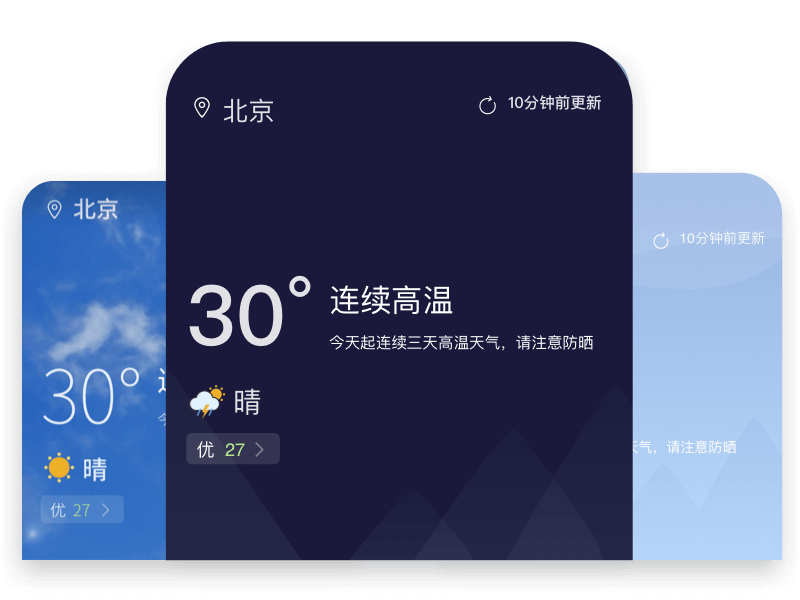 北京
10分钟前更新
30°
连续高温
今天起连续三天高温天气，请注意防晒
晴
优 27
北京
30°
晴
优 27
10分钟前更新
天气，请注意防晒